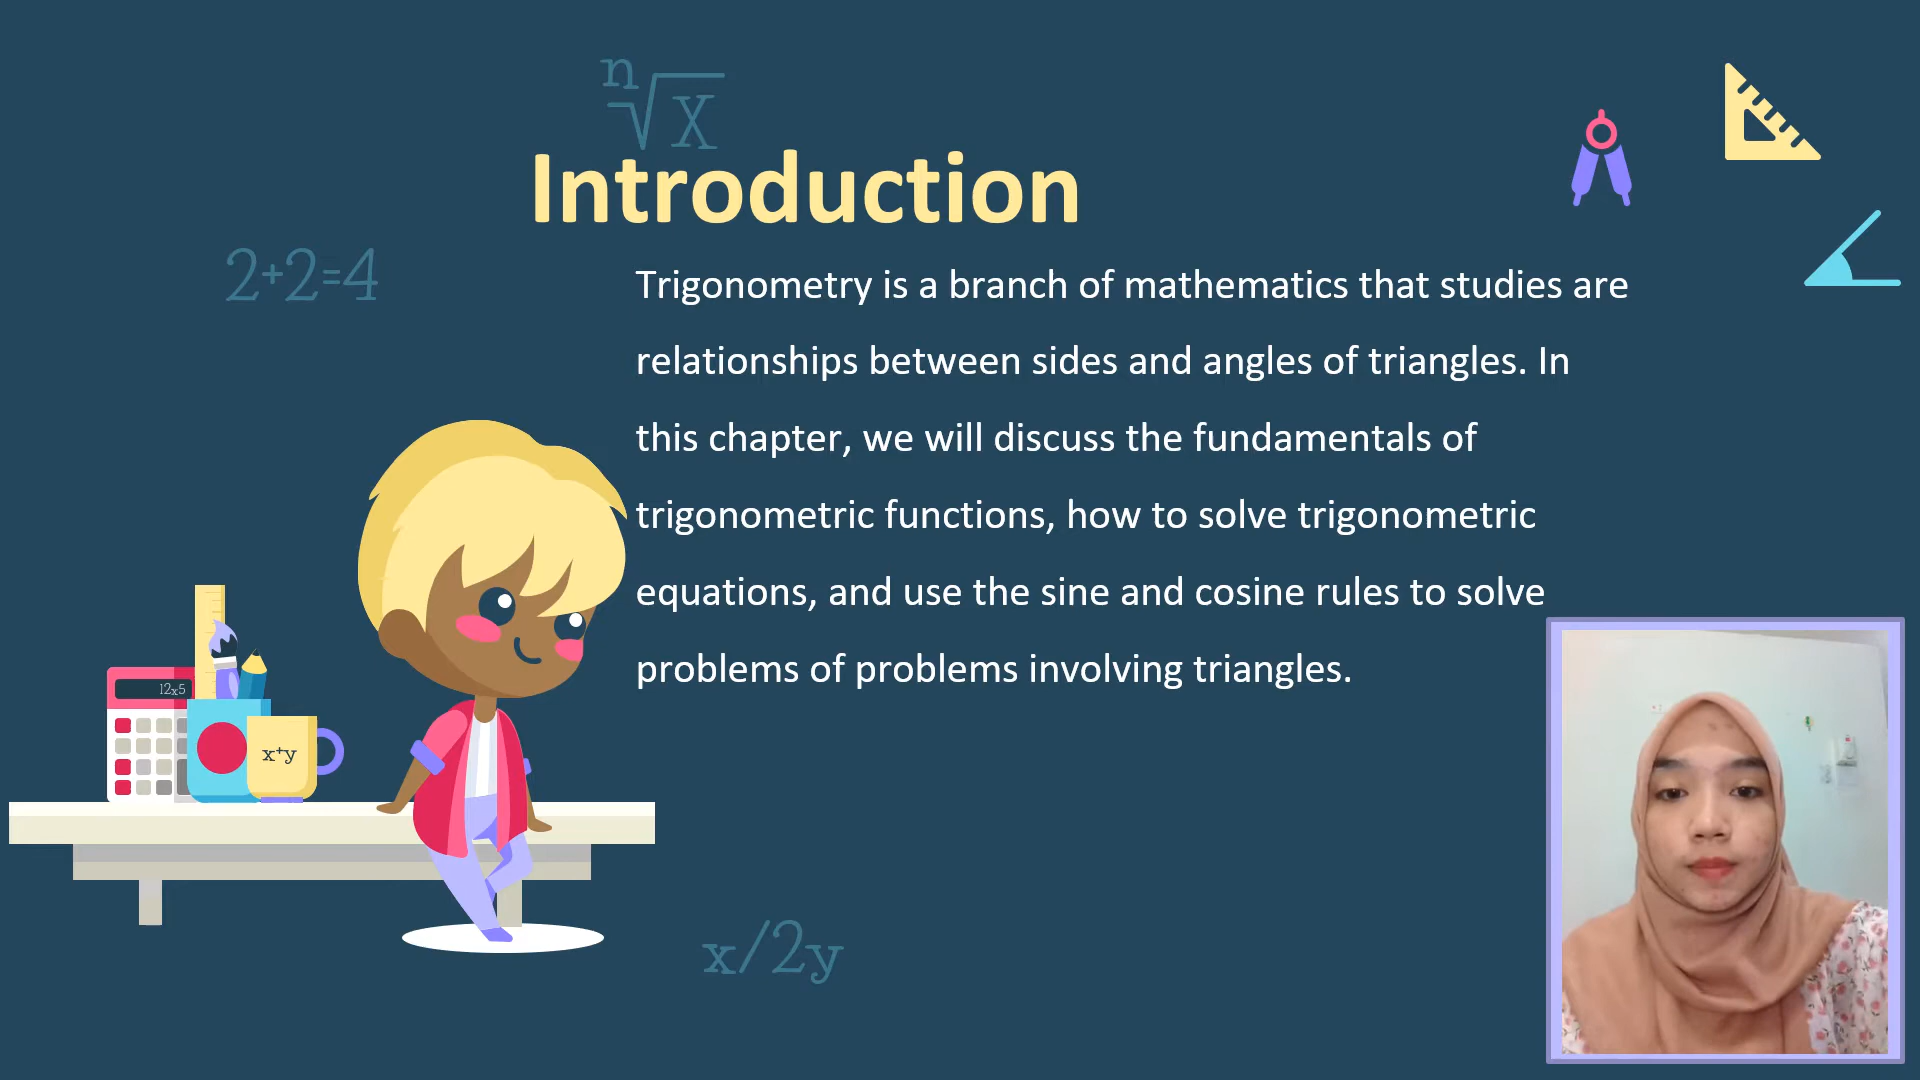 n√X
Introduction
2+2=4
Trigonometry is a branch of mathematics that studies are
relationships between sides and angles of triangles. In
this chapter, we will discuss the fundamentals of
trigonometric functions, how to solve trigonometric
equations, and use the sine and cosine rules to solve
problems of problems involving triangles.
12x5
x+y
x/2y